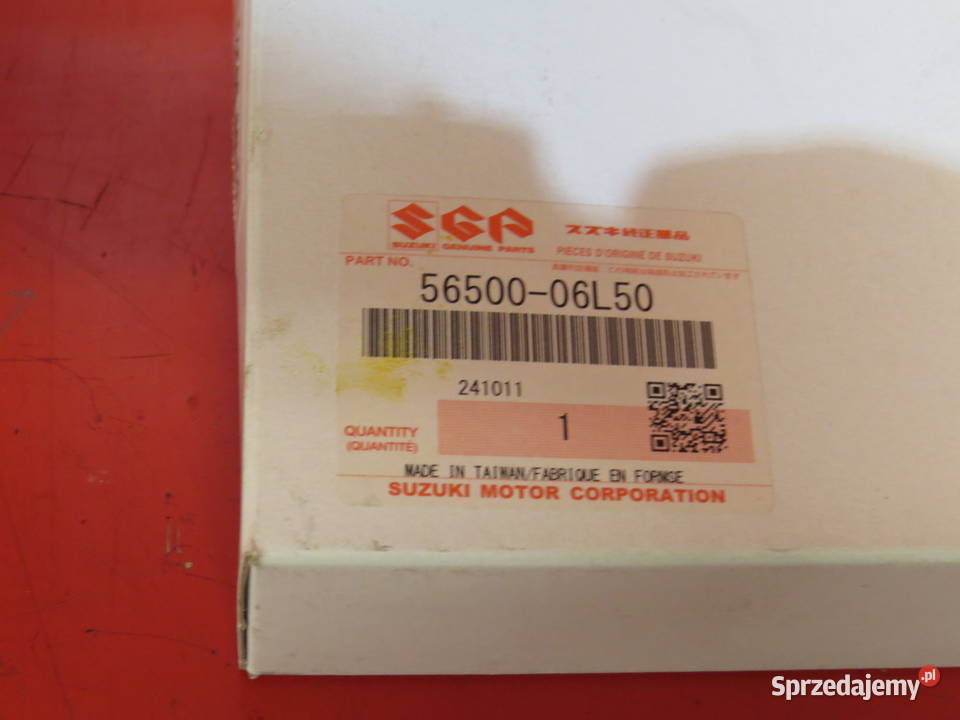 SGP
SUZUKI GENUINE PARTS
スズキ純正部品
PIÈCES D'ORIGINE DE SUZUKI
PART NO.
56500-06L50
241011
QUANTITY
(QUANTITÉ)
1
MADE IN TAIWAN/FABRIQUE EN FORMOSE
SUZUKI MOTOR CORPORATION
Sprzedajemy.pl